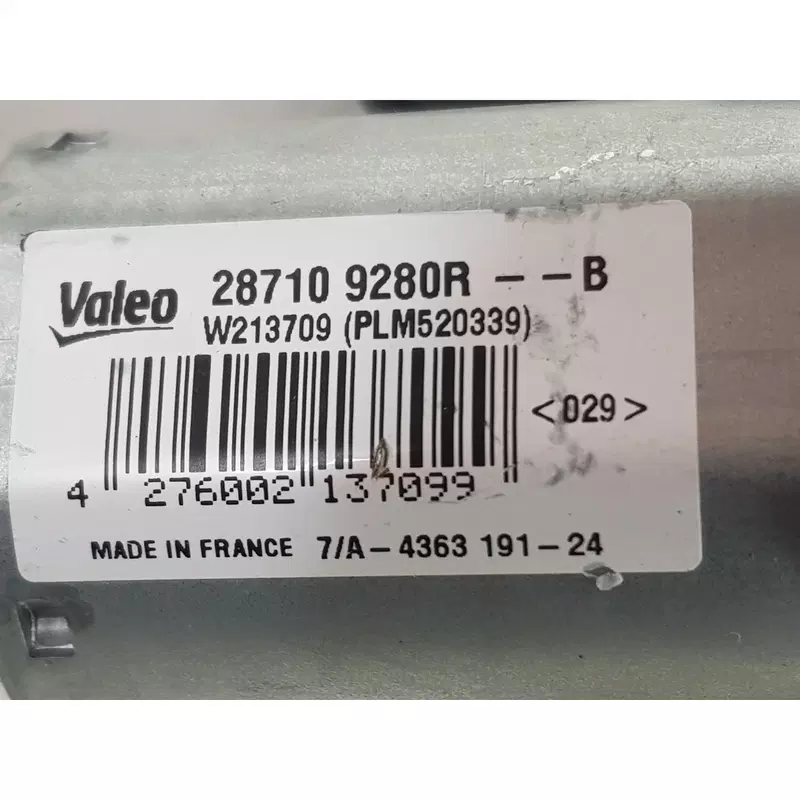 Valeo 28710 9280R -- B
W213709 (PLM520339)
<029>
4 276002 137099
MADE IN FRANCE 7/A-4363 191-24